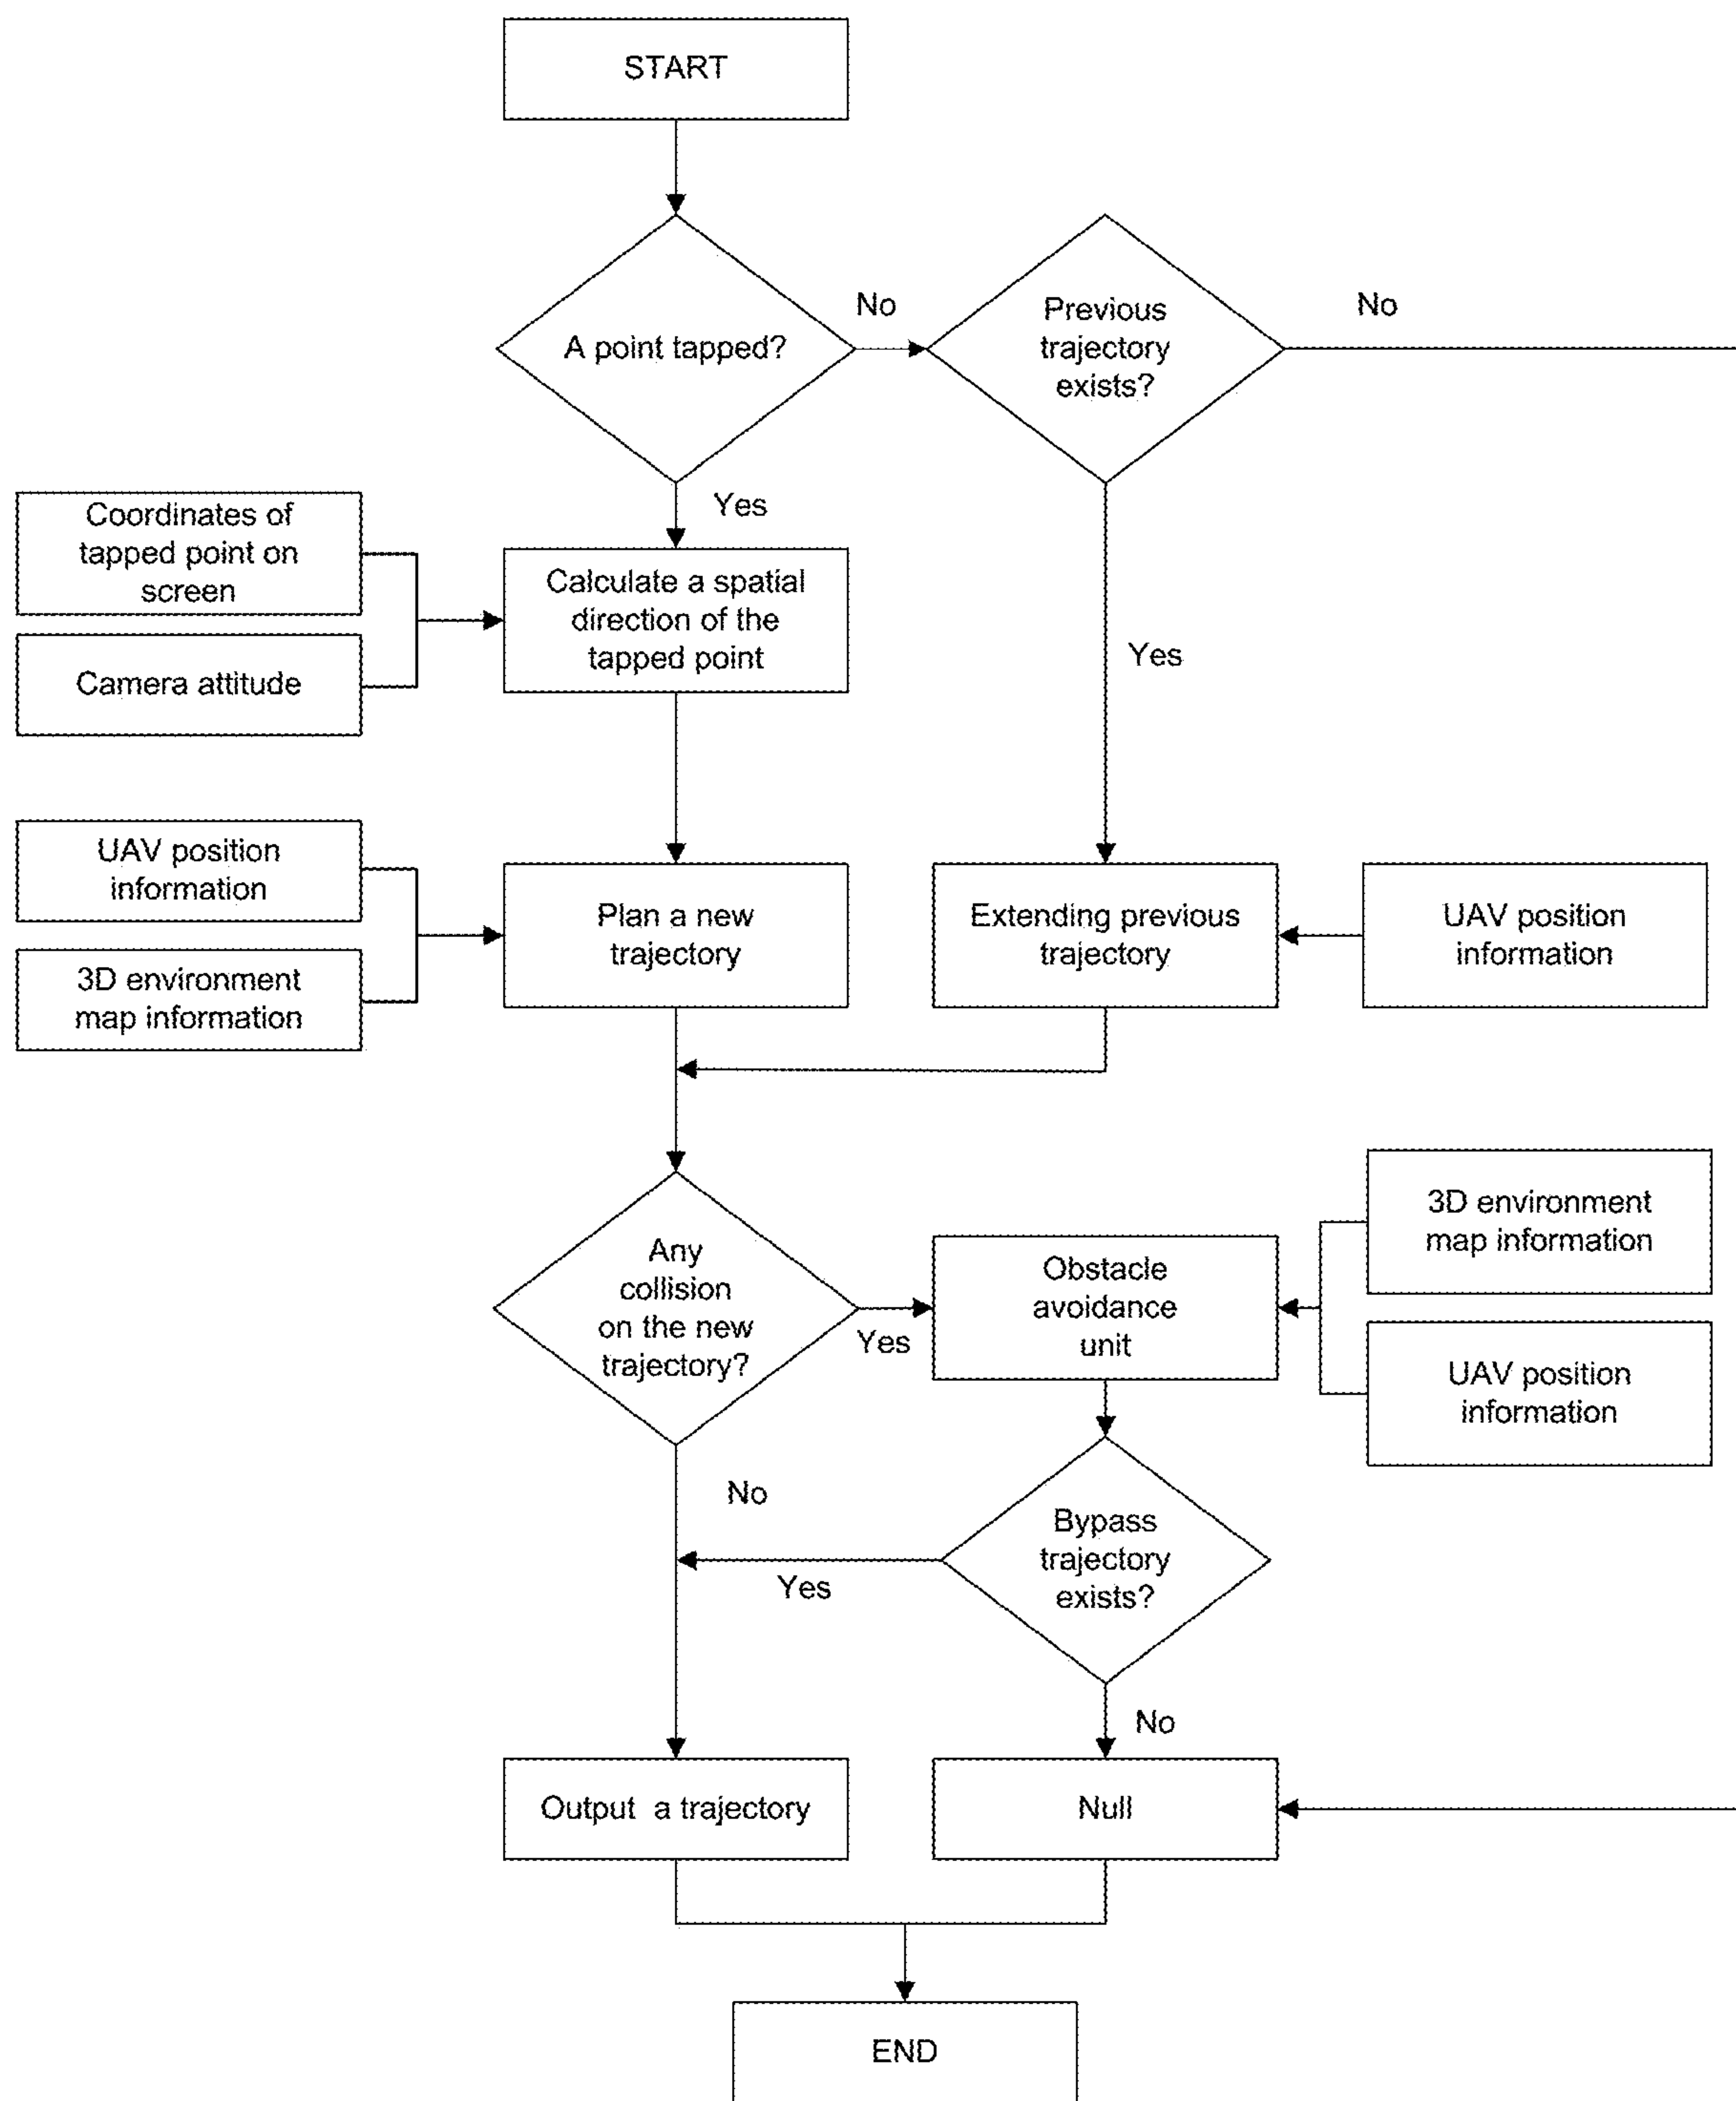 START
A point tapped?
No
Previous
trajectory
exists?
No
Yes
Coordinates of
tapped point on
screen
Camera attitude
Calculate a spatial
direction of the
tapped point
Yes
UAV position
information
3D environment
map information
Plan a new
trajectory
Extending previous
trajectory
UAV position
information
Any
collision
on the new
trajectory?
Yes
Obstacle
avoidance
unit
3D environment
map information
UAV position
information
No
Yes
Bypass
trajectory
exists?
No
Output a trajectory
Null
END